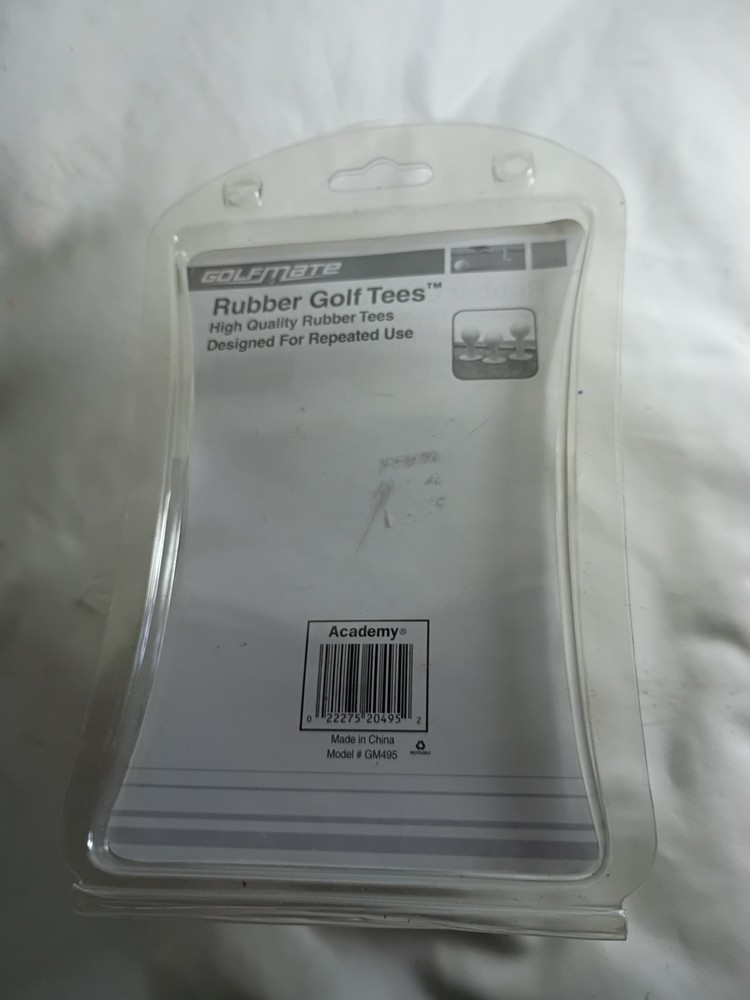 GOLFMATE
Rubber Golf Tees™
High Quality Rubber Tees
Designed For Repeated Use
Academy®
0 22275 20495 2
Made in China
Model # GM495